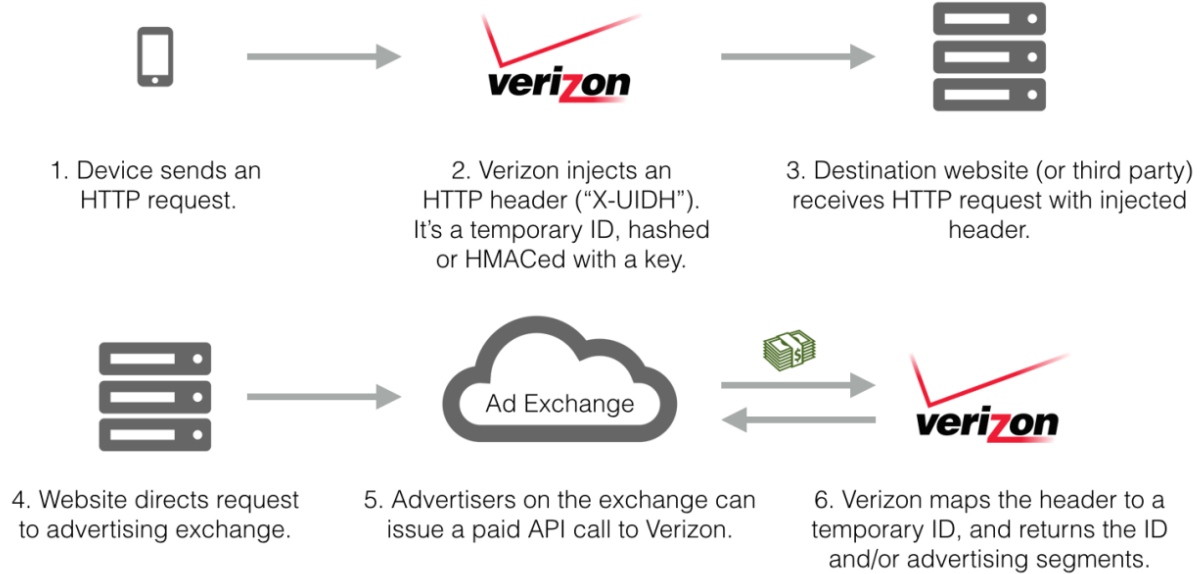 verizon
1. Device sends an
HTTP request.
2. Verizon injects an
HTTP header (“X-UIDH”).
It’s a temporary ID, hashed
or HMACed with a key.
3. Destination website (or third party)
receives HTTP request with injected
header.
Ad Exchange
$
verizon
4. Website directs request
to advertising exchange.
5. Advertisers on the exchange can
issue a paid API call to Verizon.
6. Verizon maps the header to a
temporary ID, and returns the ID
and/or advertising segments.